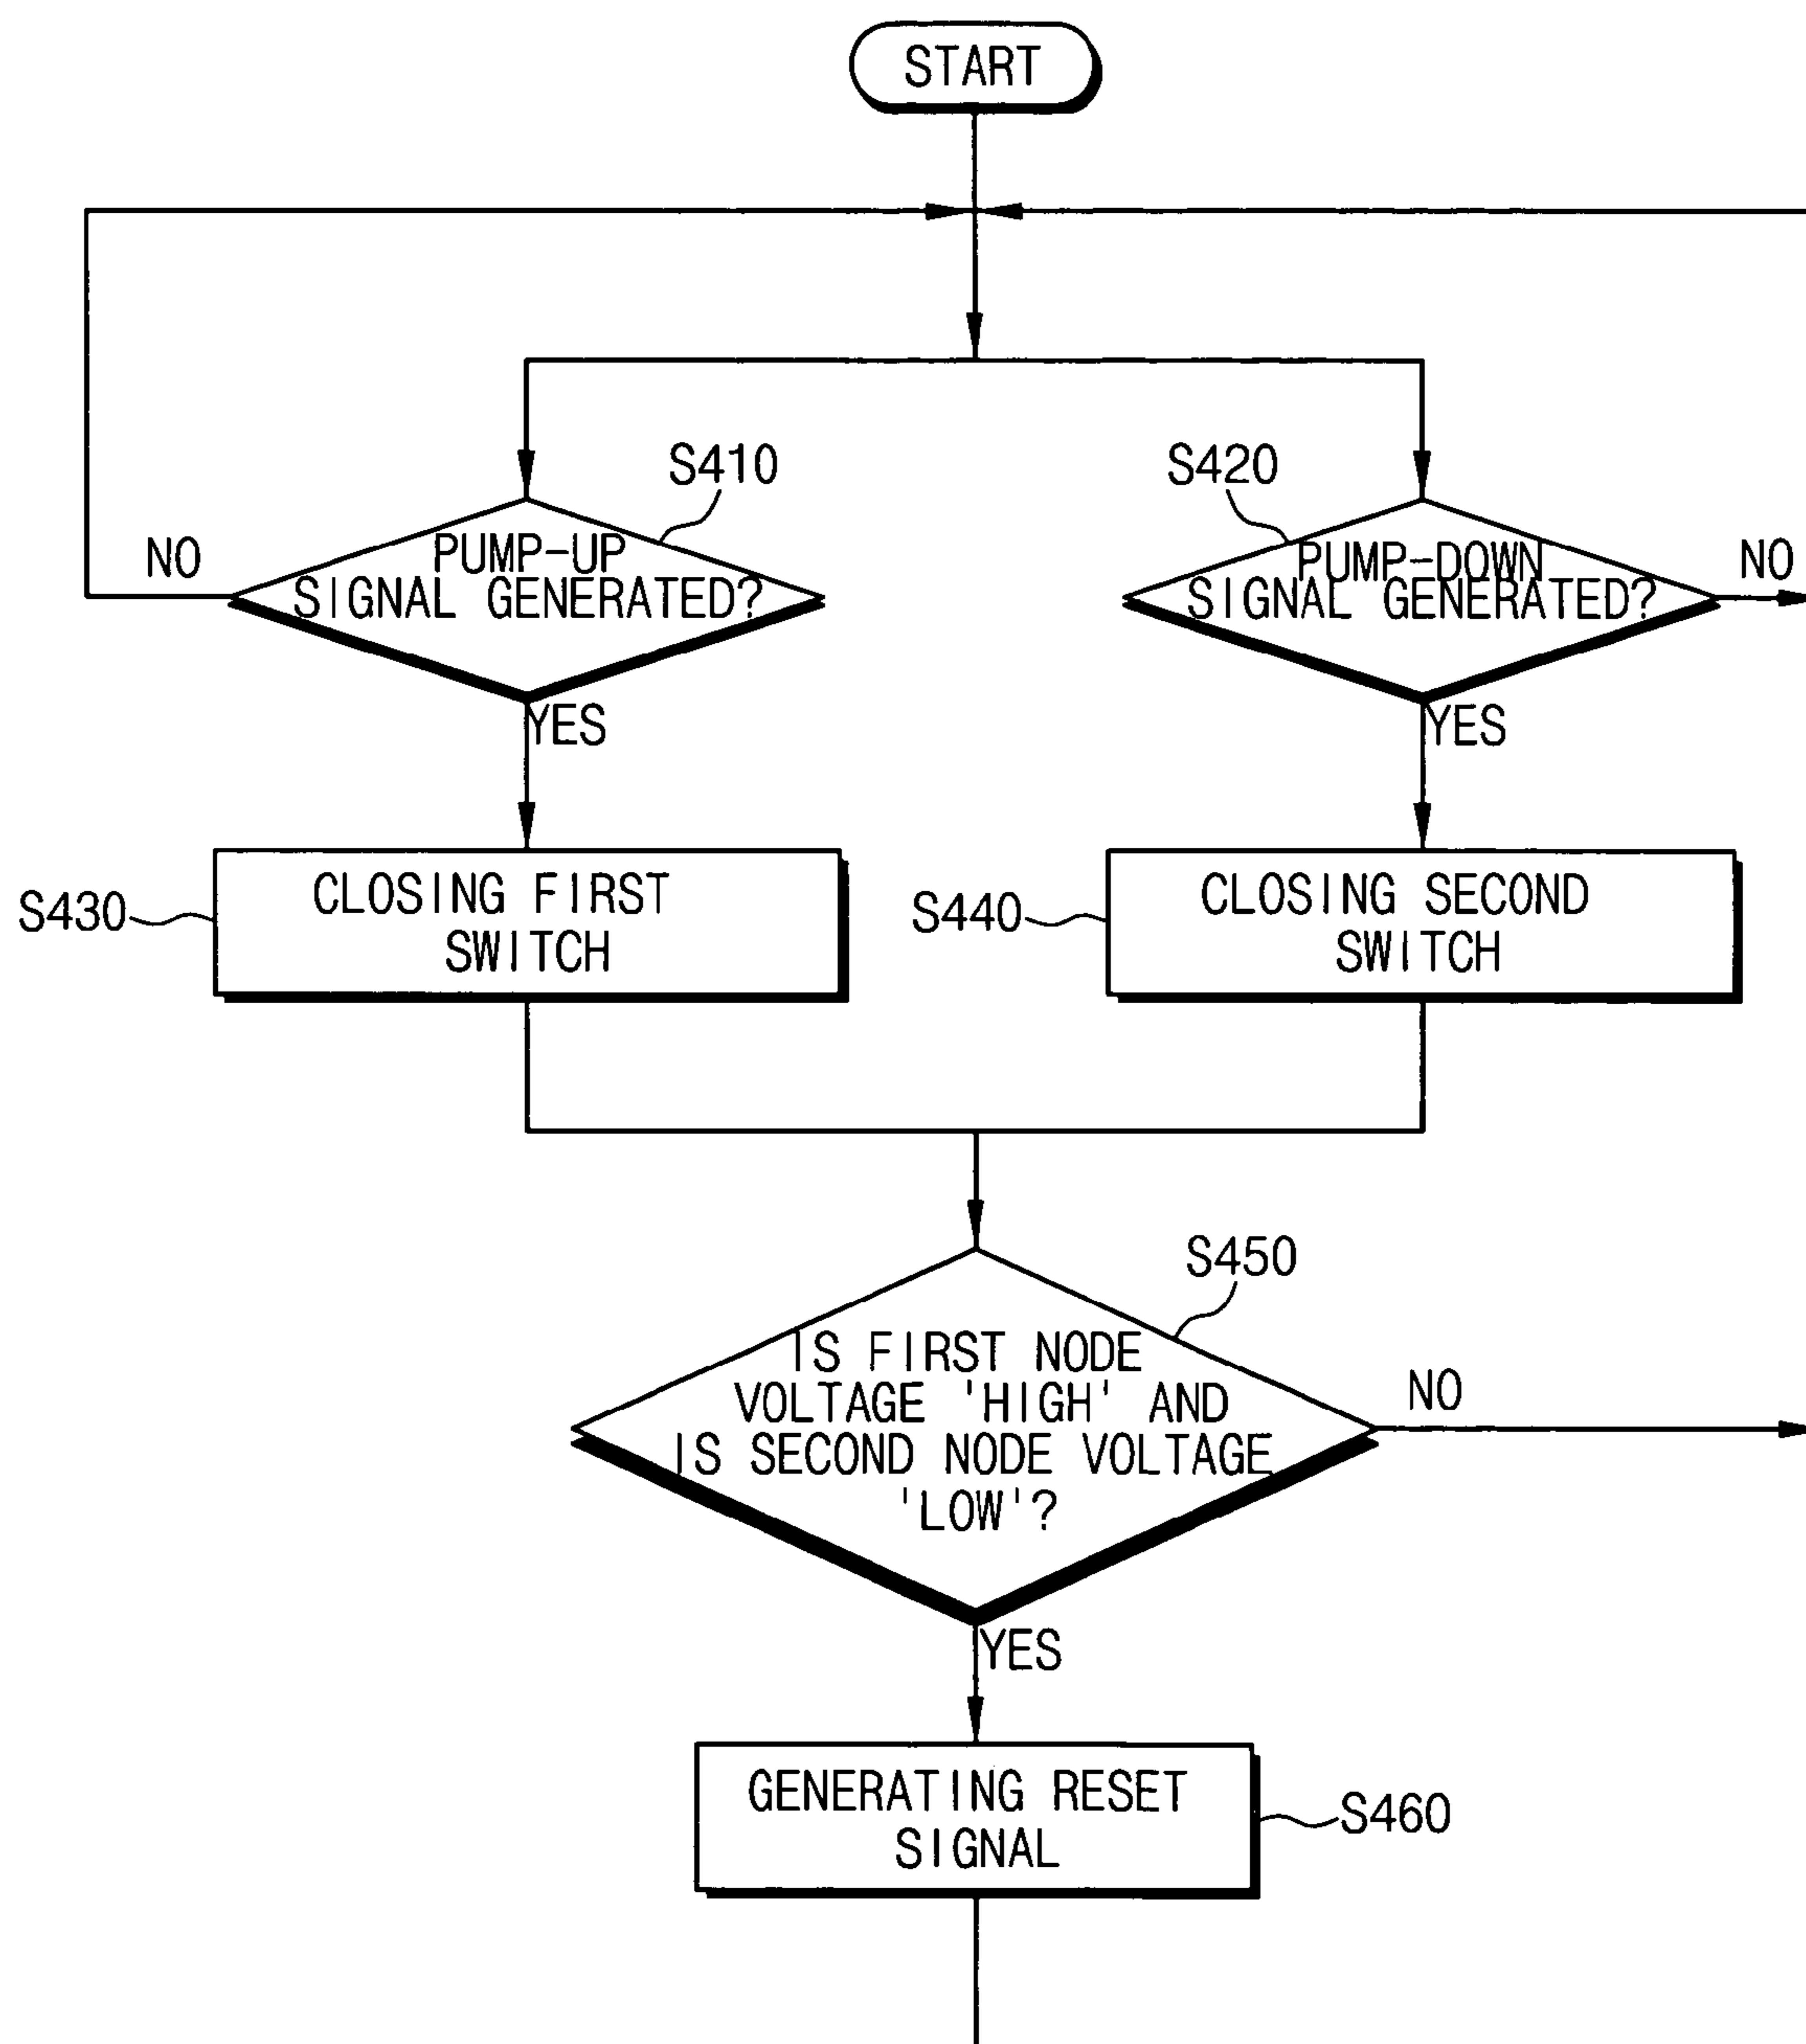 START
S410
S420
NO
PUMP-UP
SIGNAL GENERATED?
PUMP-DOWN
SIGNAL GENERATED?
NO
YES
YES
S430
CLOSING FIRST
SWITCH
S440
CLOSING SECOND
SWITCH
S450
IS FIRST NODE
VOLTAGE 'HIGH' AND
IS SECOND NODE VOLTAGE
'LOW'?
NO
YES
GENERATING RESET
SIGNAL
S460